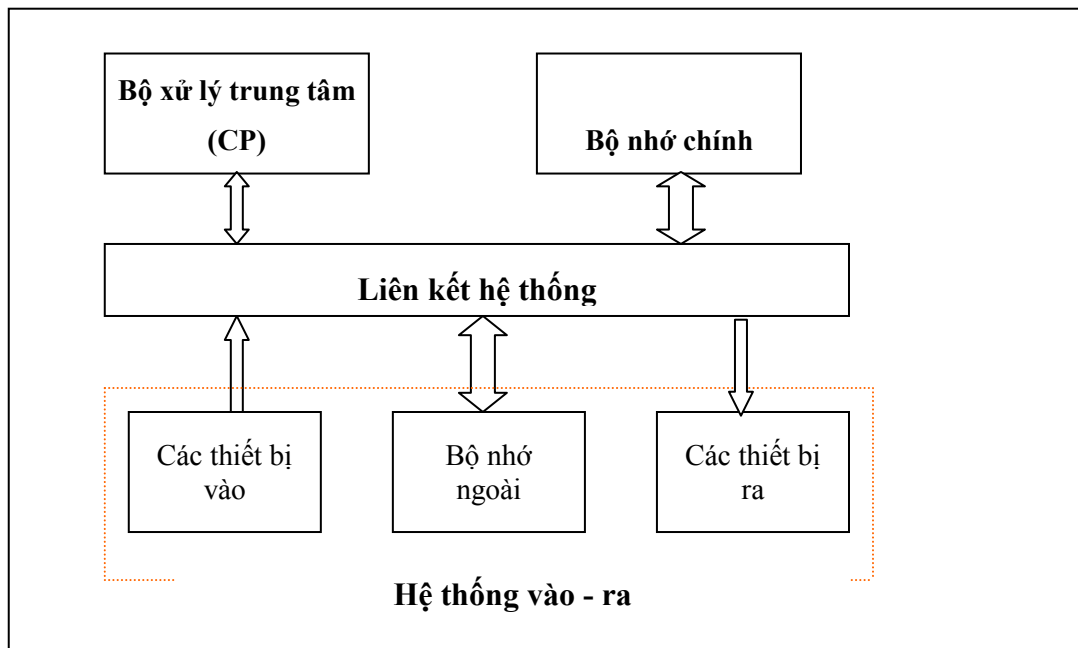 Bộ xử lý trung tâm
(CP)
Bộ nhớ chính
Liên kết hệ thống
Các thiết bị
vào
Bộ nhớ
ngoài
Các thiết bị
ra
Hệ thống vào - ra